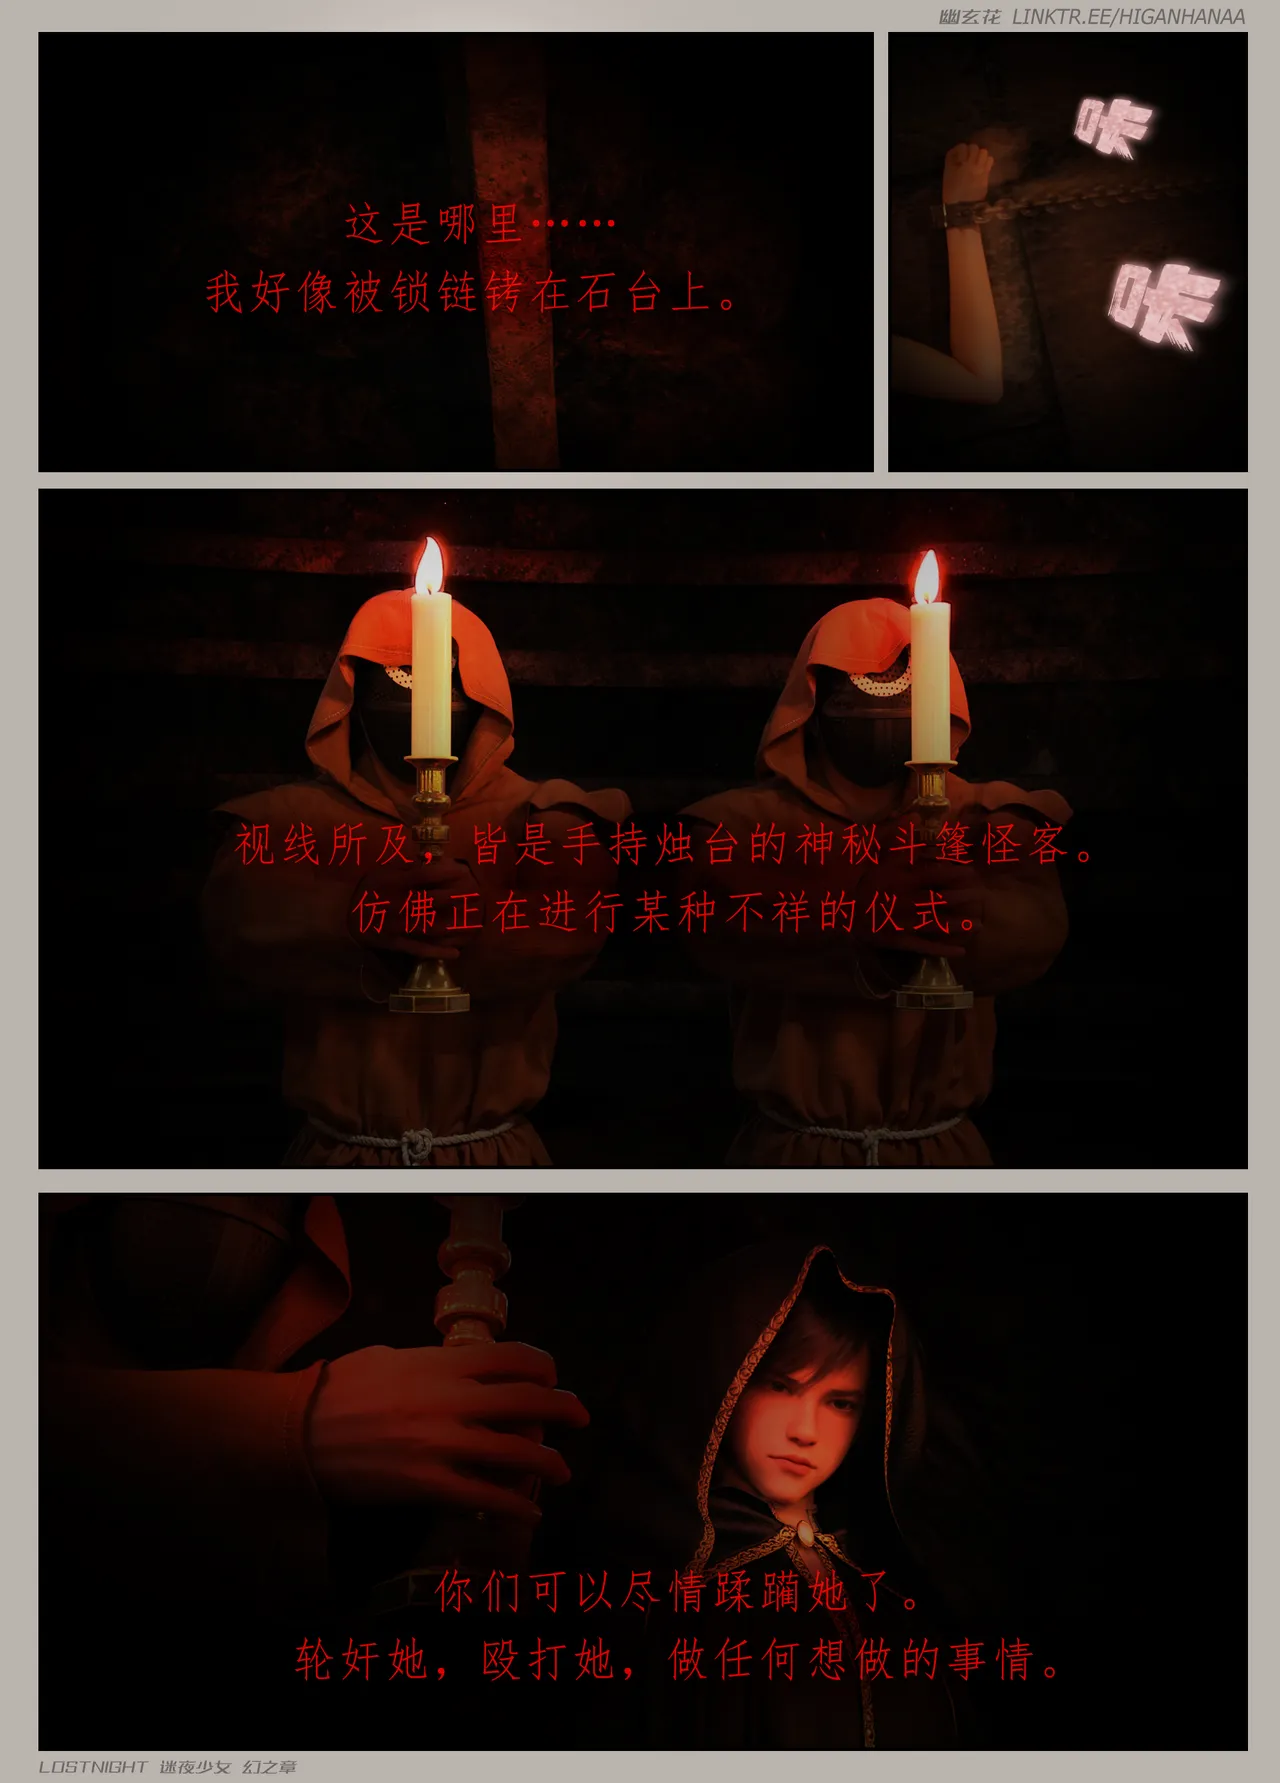 幽玄花 LINKTR.EE/HIGANHANAA
这是哪里……
我好像被锁链铐在石台上。
咔
咔
视线所及，皆是手持烛台的神秘斗篷怪客。
仿佛正在进行某种不祥的仪式。
你们可以尽情蹂躏她了。
轮奸她，殴打她，做任何想做的事情。
LOSTNIGHT 迷夜少女 幻之章